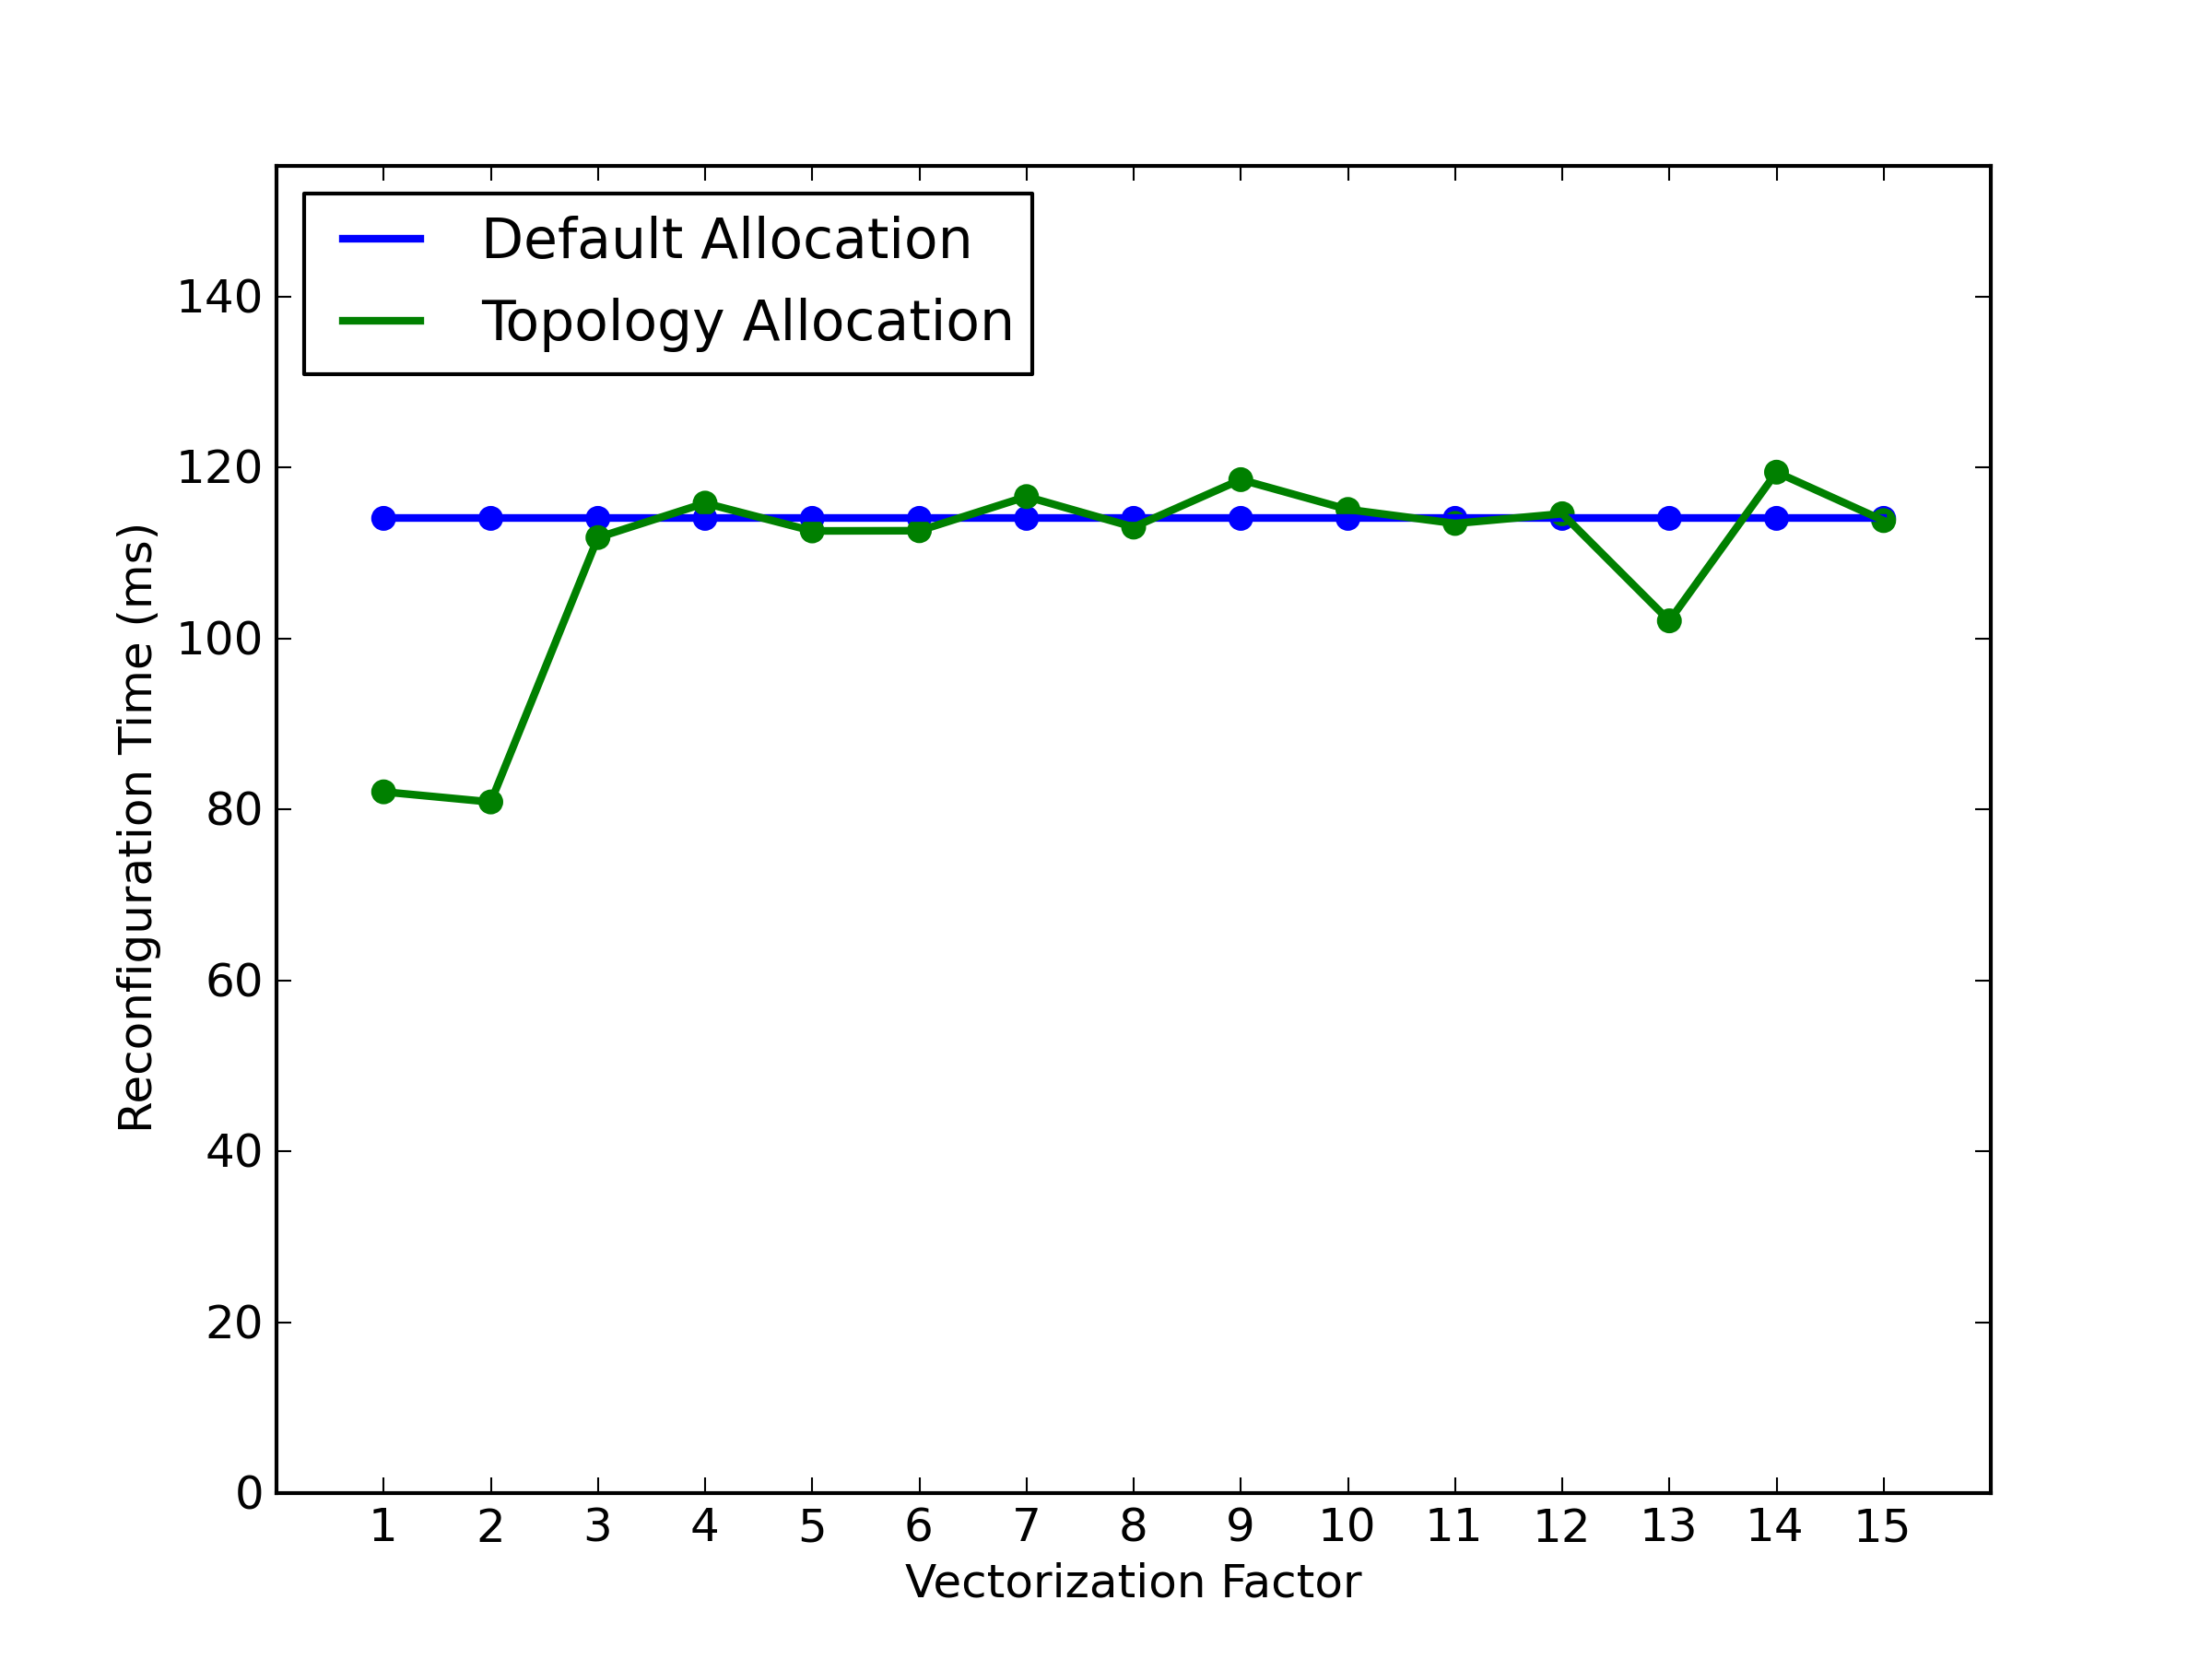 Default Allocation
Topology Allocation
140
120
100
80
60
40
20
0
Reconfiguration Time (ms)
1 2 3 4 5 6 7 8 9 10 11 12 13 14 15
Vectorization Factor